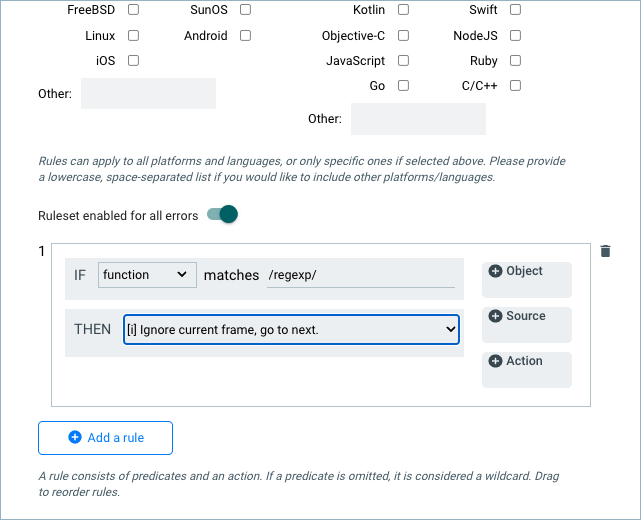 FreeBSD SunOS Kotlin Swift
Linux Android Objective-C NodeJS
iOS JavaScript Ruby
Go C/C++
Other:
Other:
Rules can apply to all platforms and languages, or only specific ones if selected above. Please provide
a lowercase, space-separated list if you would like to include other platforms/languages.
Ruleset enabled for all errors
1
IF function matches /regexp/
Object
Source
THEN [i] Ignore current frame, go to next.
Action
Add a rule
A rule consists of predicates and an action. If a predicate is omitted, it is considered a wildcard. Drag
to reorder rules.